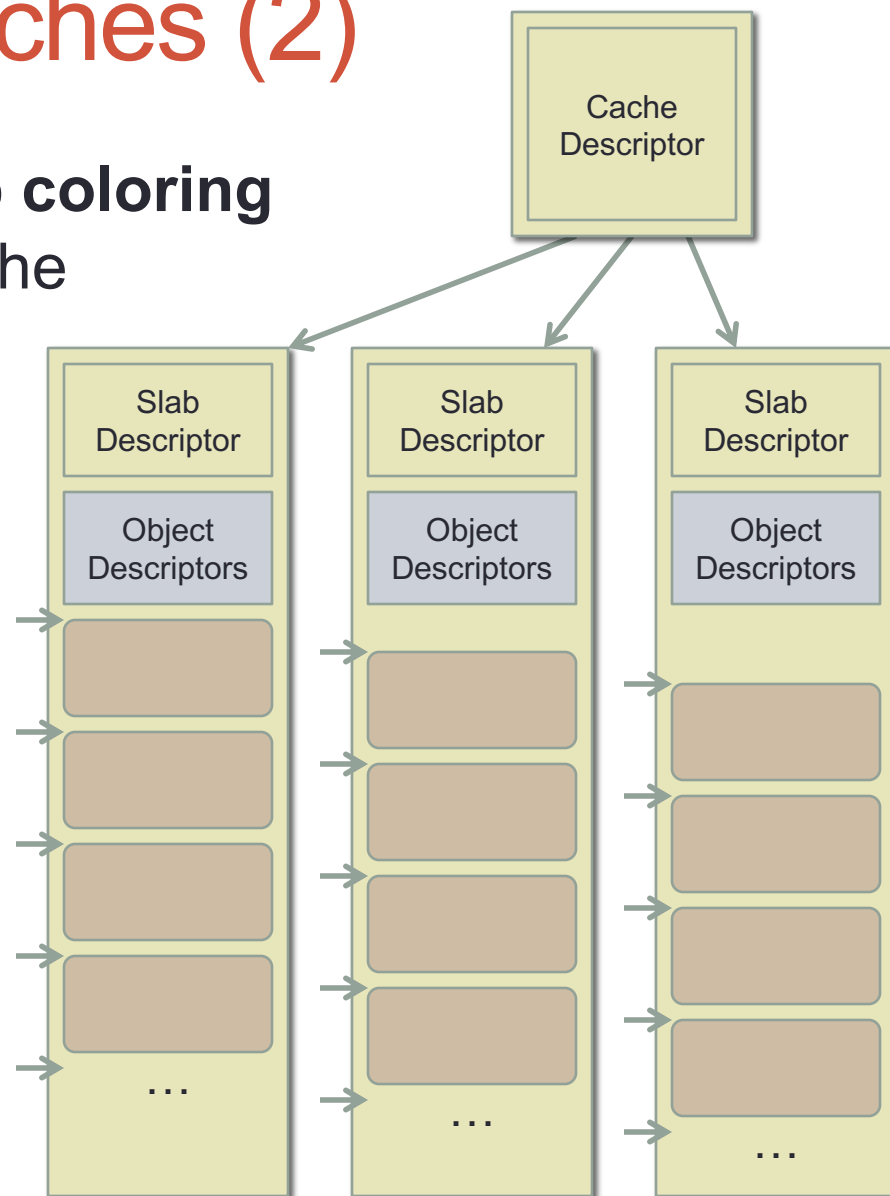 ches (2)
coloring
he
Cache
Descriptor
Slab
Descriptor
Slab
Descriptor
Slab
Descriptor
Object
Descriptors
Object
Descriptors
Object
Descriptors
...
...
...